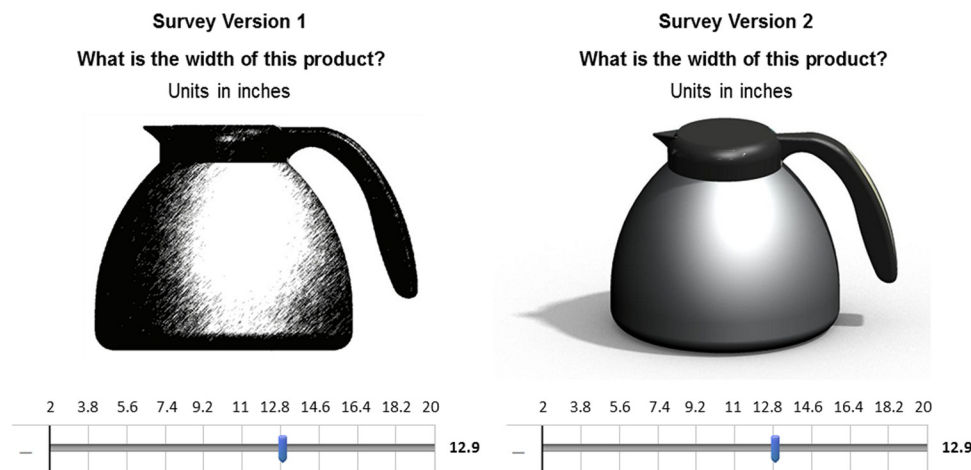 Survey Version 1
What is the width of this product?
Units in inches
2 3.8 5.6 7.4 9.2 11 12.8 14.6 16.4 18.2 20
12.9
Survey Version 2
What is the width of this product?
Units in inches
2 3.8 5.6 7.4 9.2 11 12.8 14.6 16.4 18.2 20
12.9